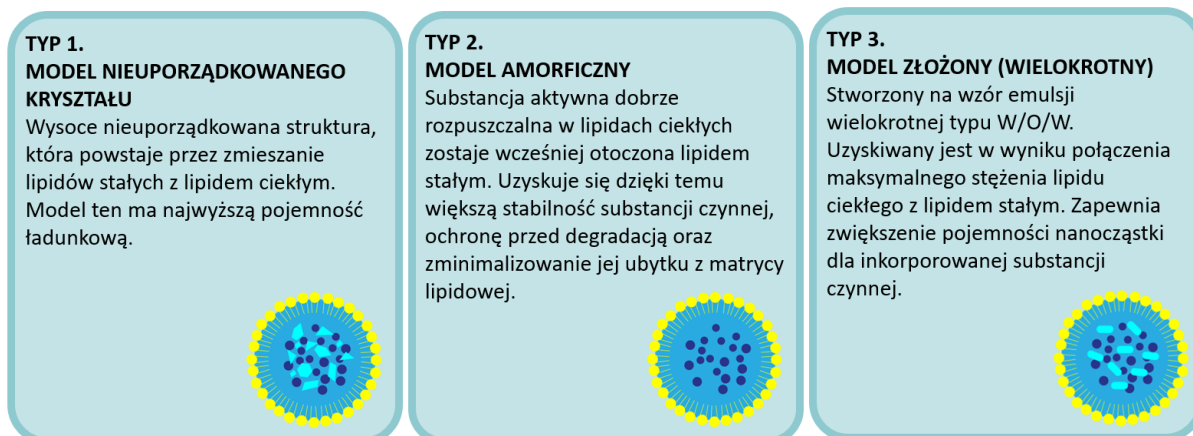 TYP 1.
MODEL NIEUPORZĄDKOWANEGO
KRYSZTAŁU
Wysoce nieuporządkowana struktura,
która powstaje przez zmieszanie
lipidów stałych z lipidem ciekłym.
Model ten ma najwyższą pojemność
ładunkową.
TYP 2.
MODEL AMORFICZNY
Substancja aktywna dobrze
rozpuszczalna w lipidach ciekłych
zostaje wcześniej otoczona lipidem
stałym. Uzyskuje się dzięki temu
większą stabilność substancji czynnej,
ochronę przed degradacją oraz
zminimalizowanie jej ubytku z matrycy
lipidowej.
TYP 3.
MODEL ZŁOŻONY (WIELOKROTNY)
Stworzony na wzór emulsji
wielokrotnej typu W/O/W.
Uzyskiwany jest w wyniku połączenia
maksymalnego stężenia lipidu
ciekłego z lipidem stałym. Zapewnia
zwiększenie pojemności nanocząstki
dla inkorporowanej substancji
czynnej.